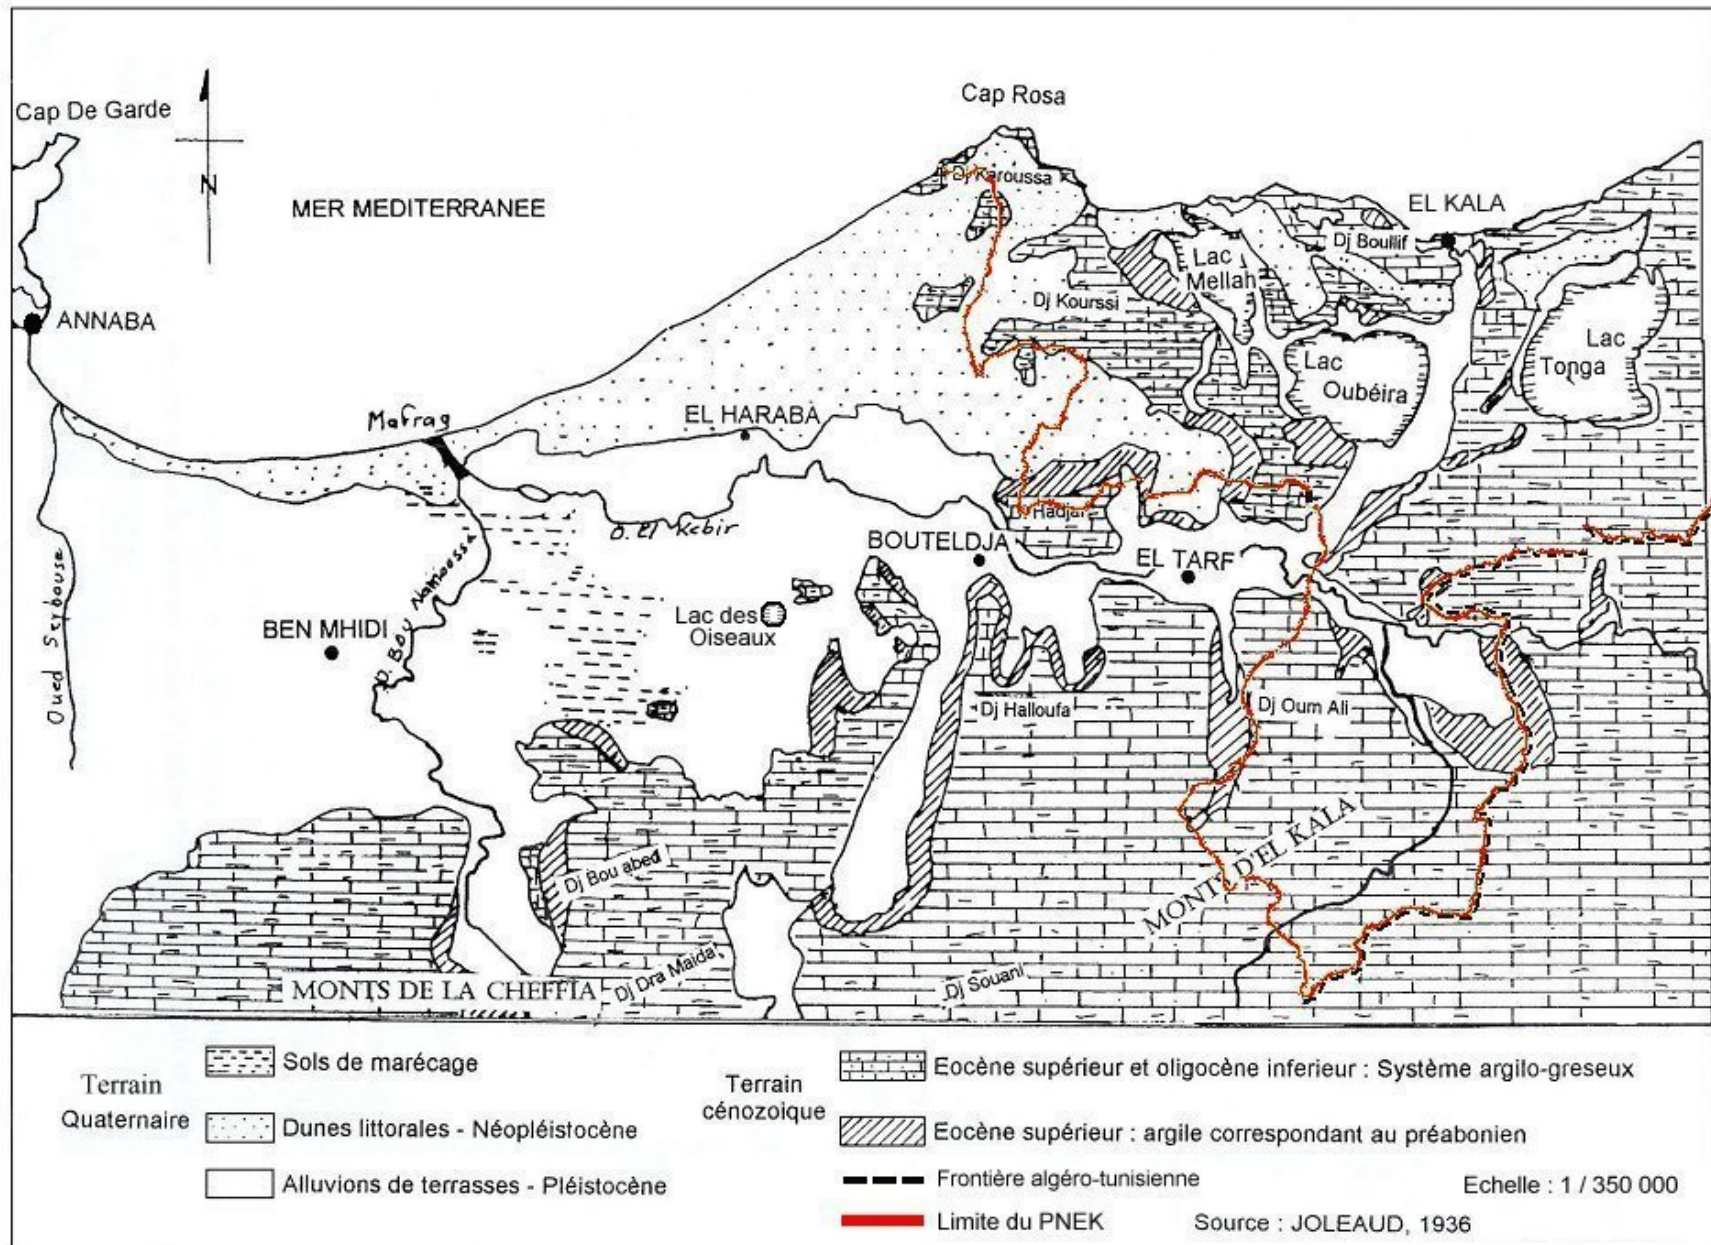 Cap De Garde
Cap Rosa
N
Dj Karoussa
MER MEDITERRANEE
EL KALA
Dj Boullif
Lac
Mellah
Dj Kourssi
ANNABA
Lac
Tonga
Lac
Oubéira
Mafrag
EL HARABA
Hadjar
O. El Kebir
BOUTELDJA
EL TARF
Oued Seybouse
O. Bou Namoussa
BEN MHIDI
Lac des
Oiseaux
Dj Halloufa
Dj Oum Ali
MONTS D'EL KALA
Dj Bou abed
Dj Dra Maida
Dj Souani
MONTS DE LA CHEFFIA
Terrain
Quaternaire
Sols de marécage
Dunes littorales - Néopléistocène
Alluvions de terrasses - Pléistocène
Terrain
cénozoique
Eocène supérieur et oligocène inferieur : Système argilo-greseux
Eocène supérieur : argile correspondant au préabonien
Frontière algéro-tunisienne
Limite du PNEK
Echelle : 1 / 350 000
Source : JOLEAUD, 1936